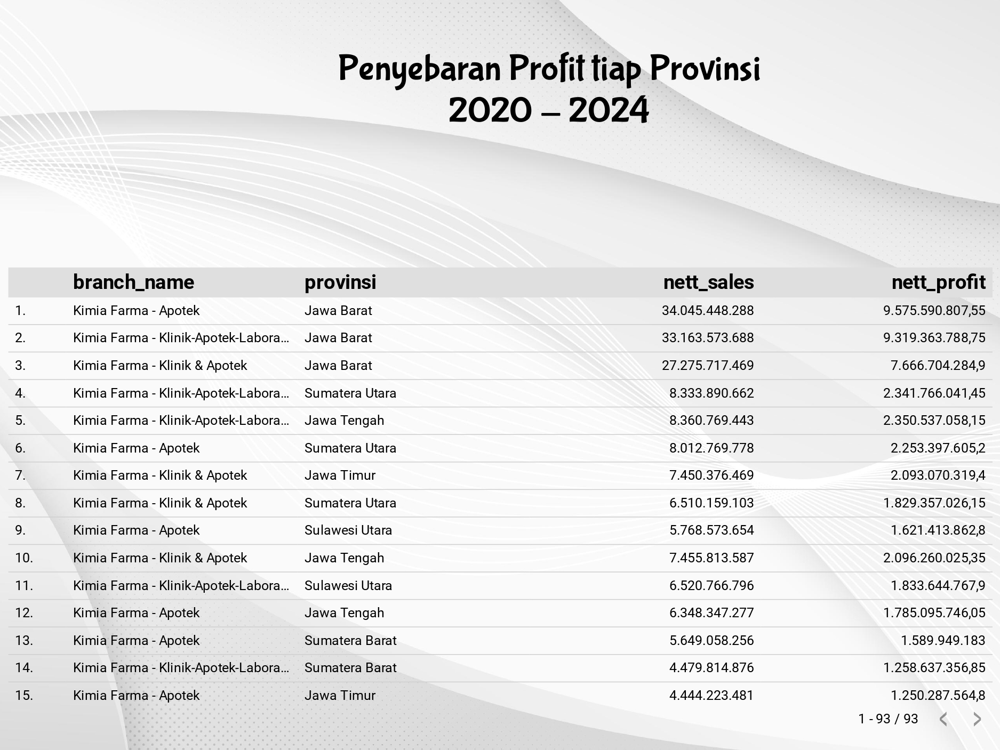 Penyebaran Profit tiap Provinsi
2020 – 2024
branch_name provinsi nett_sales nett_profit
1. Kimia Farma - Apotek Jawa Barat 34.045.448.288 9.575.590.807,55
2. Kimia Farma - Klinik-Apotek-Labora... Jawa Barat 33.163.573.688 9.319.363.788,75
3. Kimia Farma - Klinik & Apotek Jawa Barat 27.275.717.469 7.666.704.284,9
4. Kimia Farma - Klinik-Apotek-Labora... Sumatera Utara 8.333.890.662 2.341.766.041,45
5. Kimia Farma - Klinik-Apotek-Labora... Jawa Tengah 8.360.769.443 2.350.537.058,15
6. Kimia Farma - Apotek Sumatera Utara 8.012.769.778 2.253.397.605,2
7. Kimia Farma - Klinik & Apotek Jawa Timur 7.450.376.469 2.093.070.319,4
8. Kimia Farma - Klinik & Apotek Sumatera Utara 6.510.159.103 1.829.357.026,15
9. Kimia Farma - Apotek Sulawesi Utara 5.768.573.654 1.621.413.862,8
10. Kimia Farma - Klinik & Apotek Jawa Tengah 7.455.813.587 2.096.260.025,35
11. Kimia Farma - Klinik-Apotek-Labora... Sulawesi Utara 6.520.766.796 1.833.644.767,9
12. Kimia Farma - Apotek Jawa Tengah 6.348.347.277 1.785.095.746,05
13. Kimia Farma - Apotek Sumatera Barat 5.649.058.256 1.589.949.183
14. Kimia Farma - Klinik-Apotek-Labora... Sumatera Barat 4.479.814.876 1.258.637.356,85
15. Kimia Farma - Apotek Jawa Timur 4.444.223.481 1.250.287.564,8
1 - 93 / 93